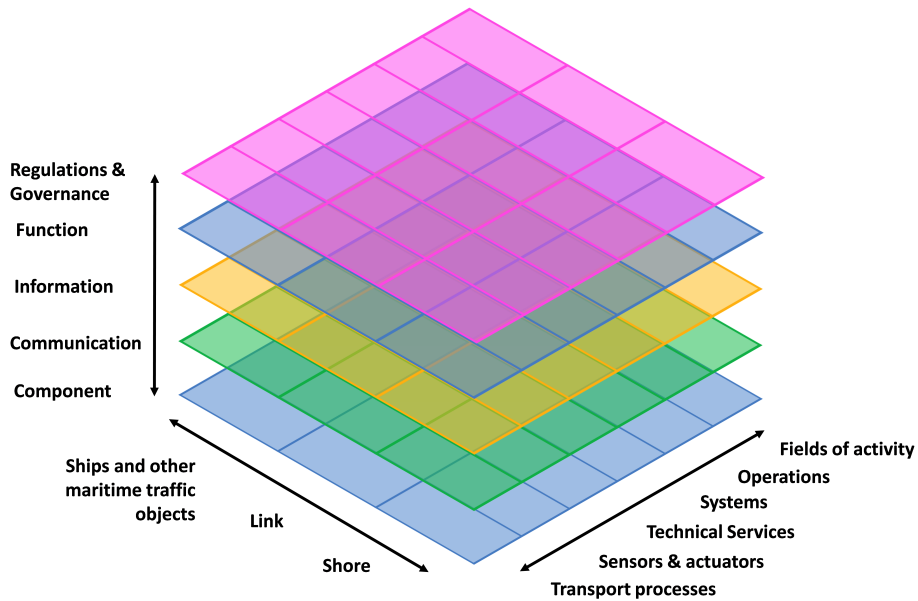 Regulations &
Governance
Function
Information
Communication
Component
Ships and other
maritime traffic
objects
Link
Shore
Fields of activity
Operations
Systems
Technical Services
Sensors & actuators
Transport processes